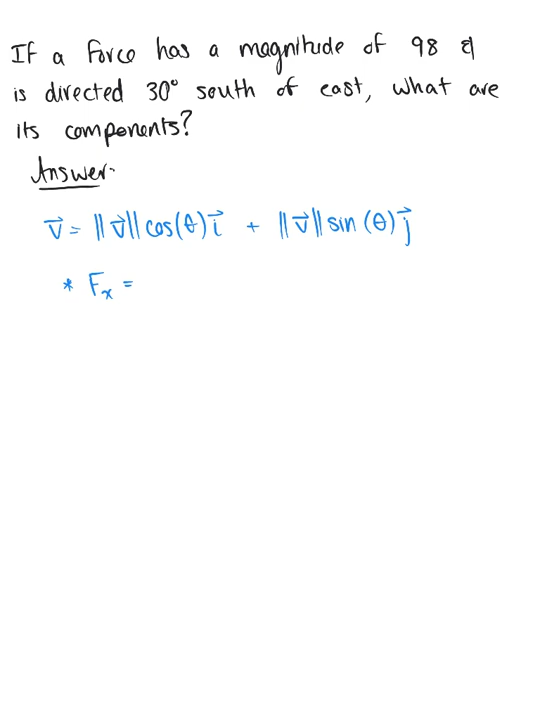 If a force has a magnitude of 98 &
is directed 30° south of east, what are
its components?
Answer:
v⃗ = ||v⃗|| cos(θ) i⃗ + ||v⃗|| sin (θ) j⃗
* Fₓ =